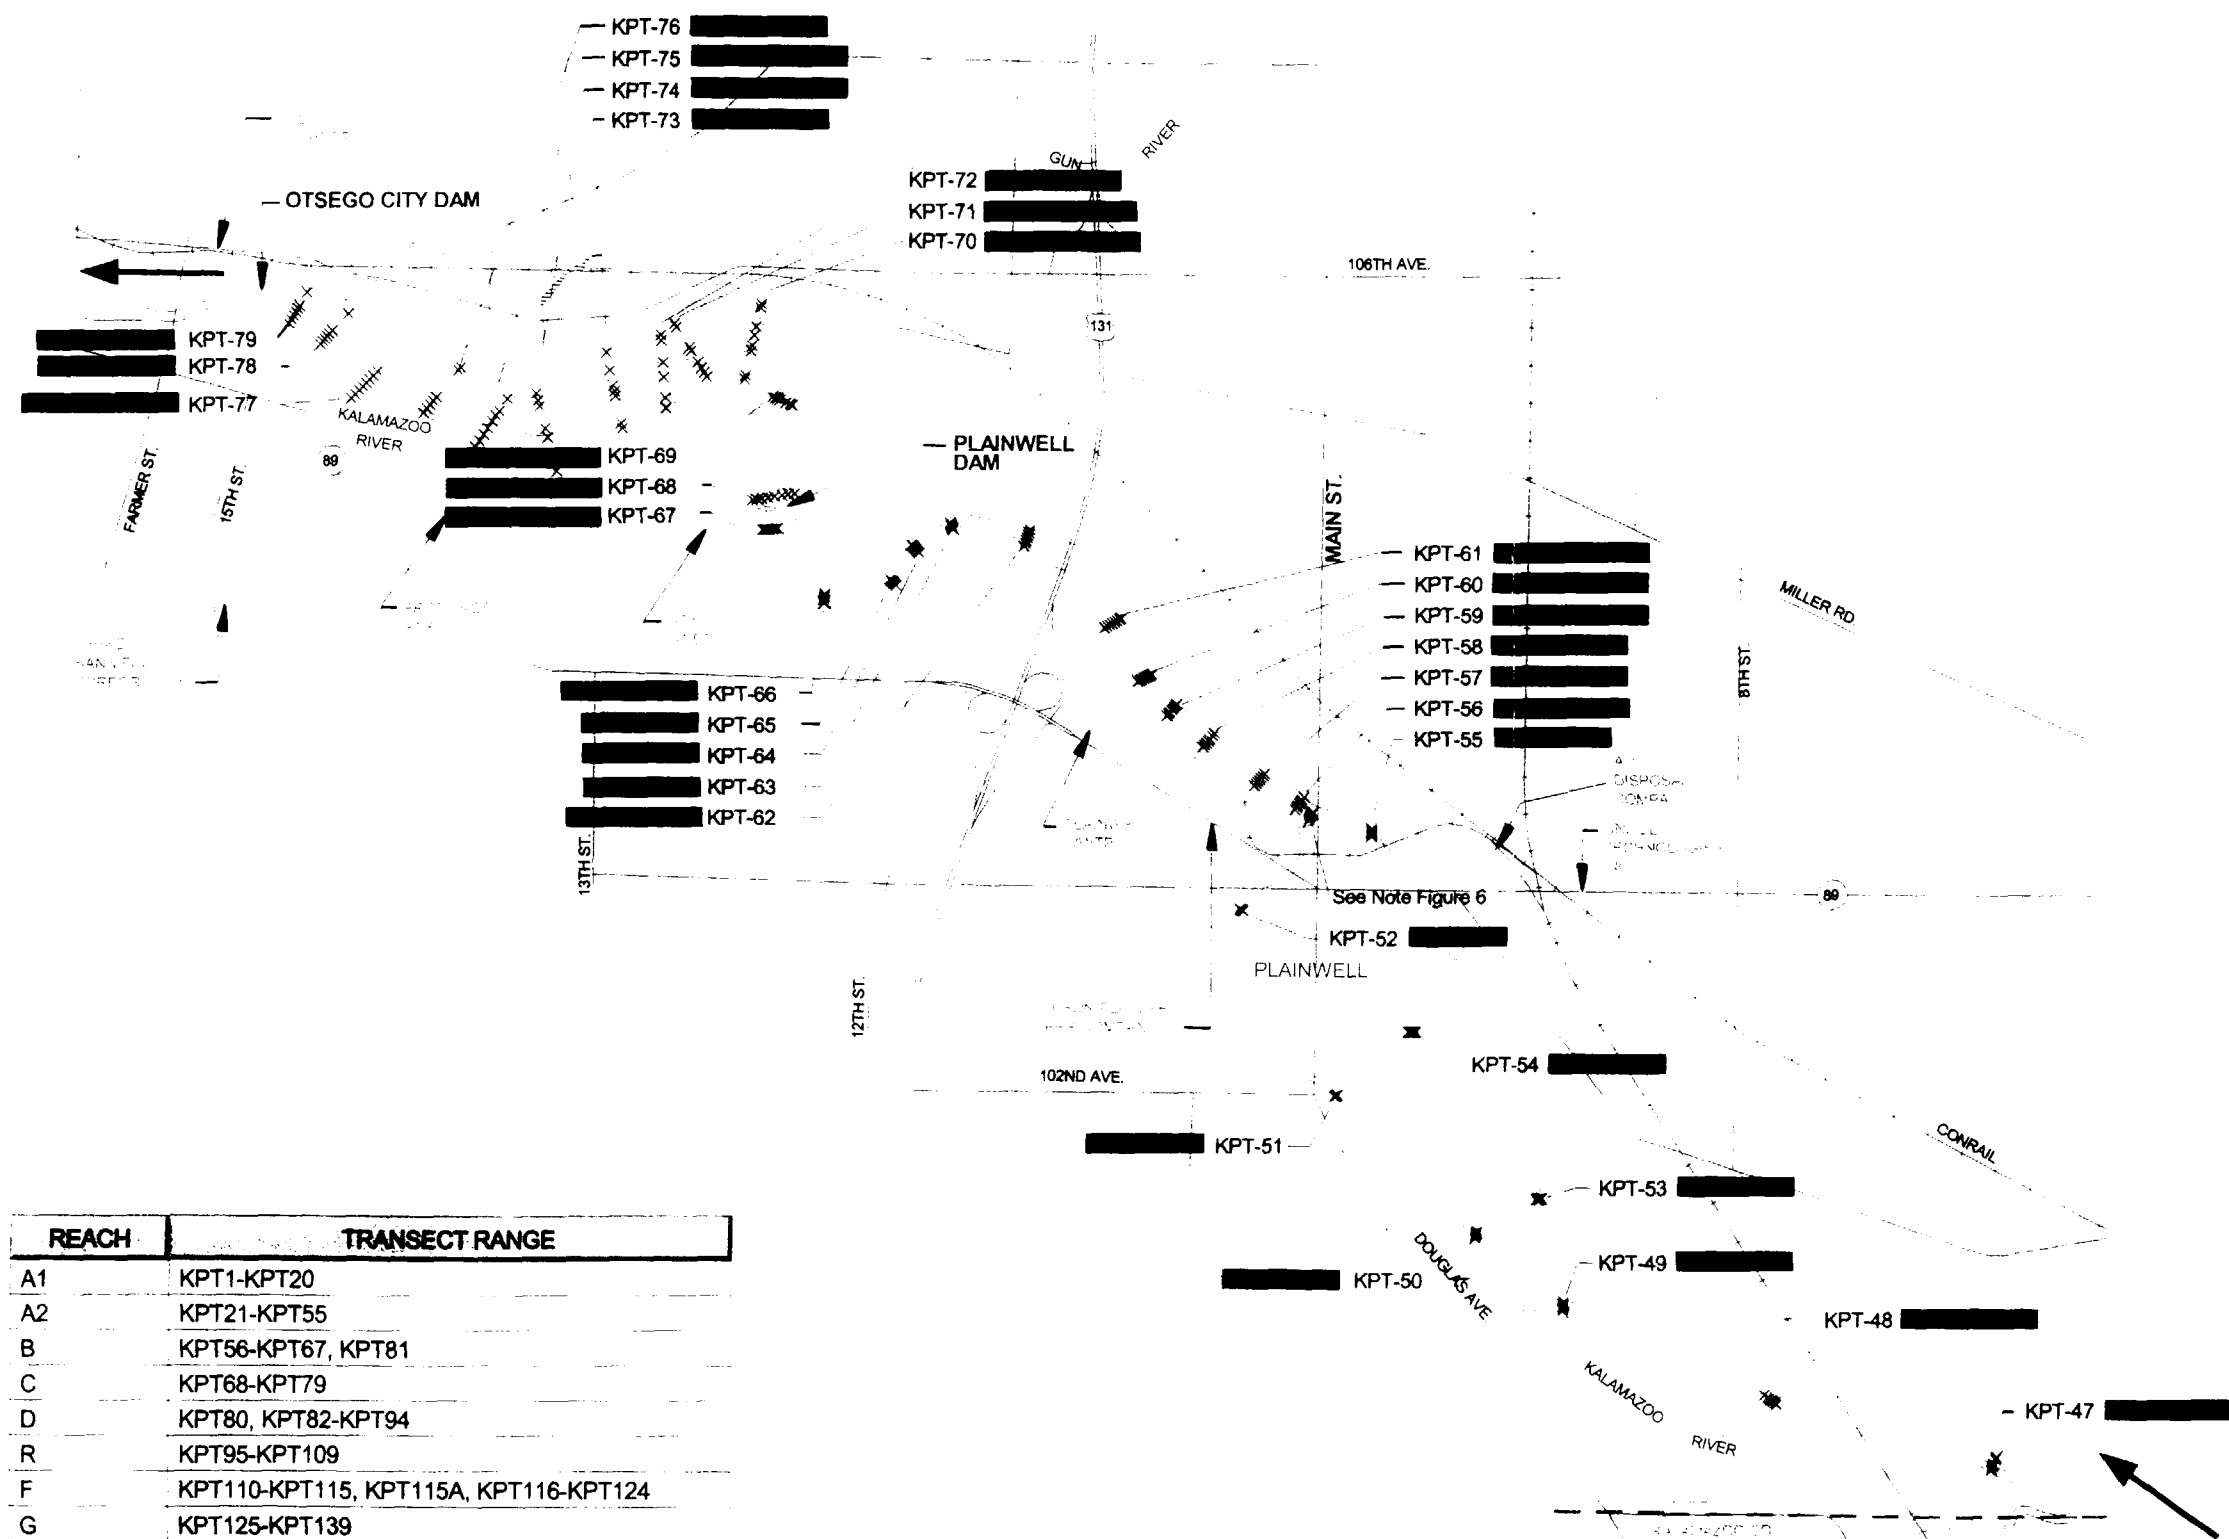 KPT-76
KPT-75
KPT-74
KPT-73
GUN
RIVER
KPT-72
KPT-71
KPT-70
OTSEGO CITY DAM
106TH AVE.
131
KPT-79
KPT-78
KPT-77
KALAMAZOO
RIVER
89
FARMER ST.
15TH ST.
KPT-69
KPT-68
KPT-67
PLAINWELL
DAM
MAIN ST.
KPT-61
KPT-60
KPT-59
KPT-58
KPT-57
KPT-56
KPT-55
MILLER RD
8TH ST.
KPT-66
KPT-65
KPT-64
KPT-63
KPT-62
13TH ST.
See Note Figure 6
89
KPT-52
PLAINWELL
12TH ST.
KPT-54
102ND AVE.
KPT-51
CONRAIL
KPT-53
DOUGLAS AVE
KPT-49
KPT-50
KPT-48
KALAMAZOO
RIVER
KPT-47
REACH TRANSECT RANGE
A1 KPT1-KPT20
A2 KPT21-KPT55
B KPT56-KPT67, KPT81
C KPT68-KPT79
D KPT80, KPT82-KPT94
R KPT95-KPT109
F KPT110-KPT115, KPT115A, KPT116-KPT124
G KPT125-KPT139